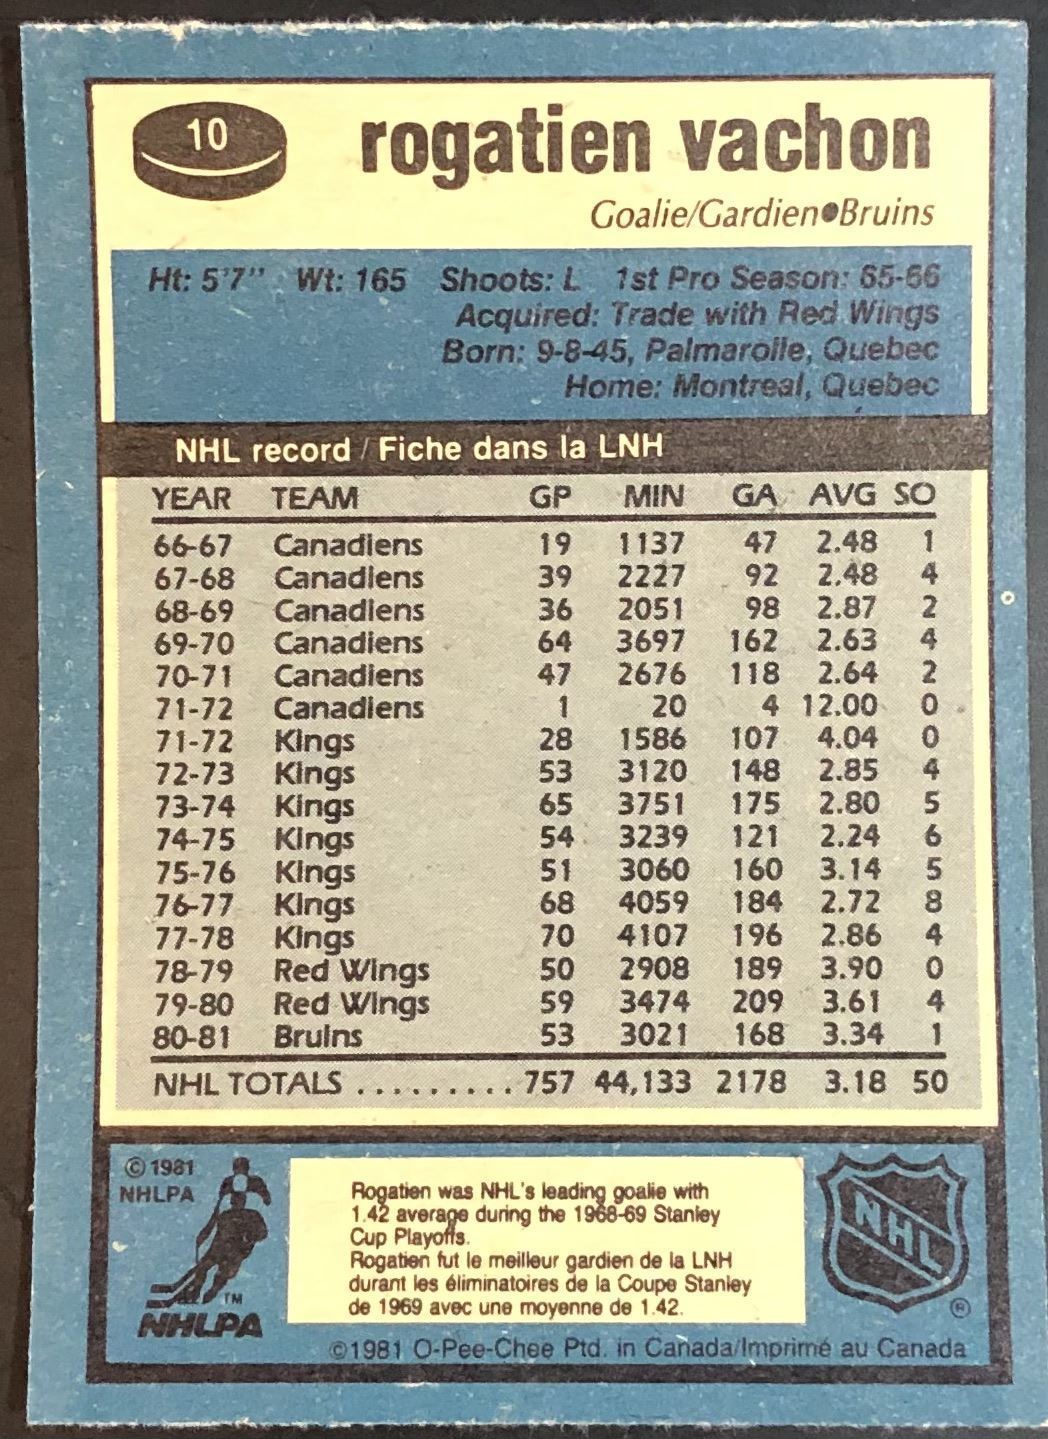 10
rogatien vachon
Goalie/Gardien●Bruins
Ht: 5'7" Wt: 165 Shoots: L 1st Pro Season: 65-66
Acquired: Trade with Red Wings
Born: 9-8-45, Palmarolle, Quebec
Home: Montreal, Quebec
NHL record / Fiche dans la LNH
YEAR TEAM GP MIN GA AVG SO
66-67 Canadiens 19 1137 47 2.48 1
67-68 Canadiens 39 2227 92 2.48 4
68-69 Canadiens 36 2051 98 2.87 2
69-70 Canadiens 64 3697 162 2.63 4
70-71 Canadiens 47 2676 118 2.64 2
71-72 Canadiens 1 20 4 12.00 0
71-72 Kings 28 1586 107 4.04 0
72-73 Kings 53 3120 148 2.85 4
73-74 Kings 65 3751 175 2.80 5
74-75 Kings 54 3239 121 2.24 6
75-76 Kings 51 3060 160 3.14 5
76-77 Kings 68 4059 184 2.72 8
77-78 Kings 70 4107 196 2.86 4
78-79 Red Wings 50 2908 189 3.90 0
79-80 Red Wings 59 3474 209 3.61 4
80-81 Bruins 53 3021 168 3.34 1
NHL TOTALS ......... 757 44,133 2178 3.18 50
©1981
NHLPA
TM
NHLPA
Rogatien was NHL's leading goalie with
1.42 average during the 1968-69 Stanley
Cup Playoffs.
Rogatien fut le meilleur gardien de la LNH
durant les éliminatoires de la Coupe Stanley
de 1969 avec une moyenne de 1.42.
NHL
®
©1981 O-Pee-Chee Ptd. in Canada/Imprimé au Canada